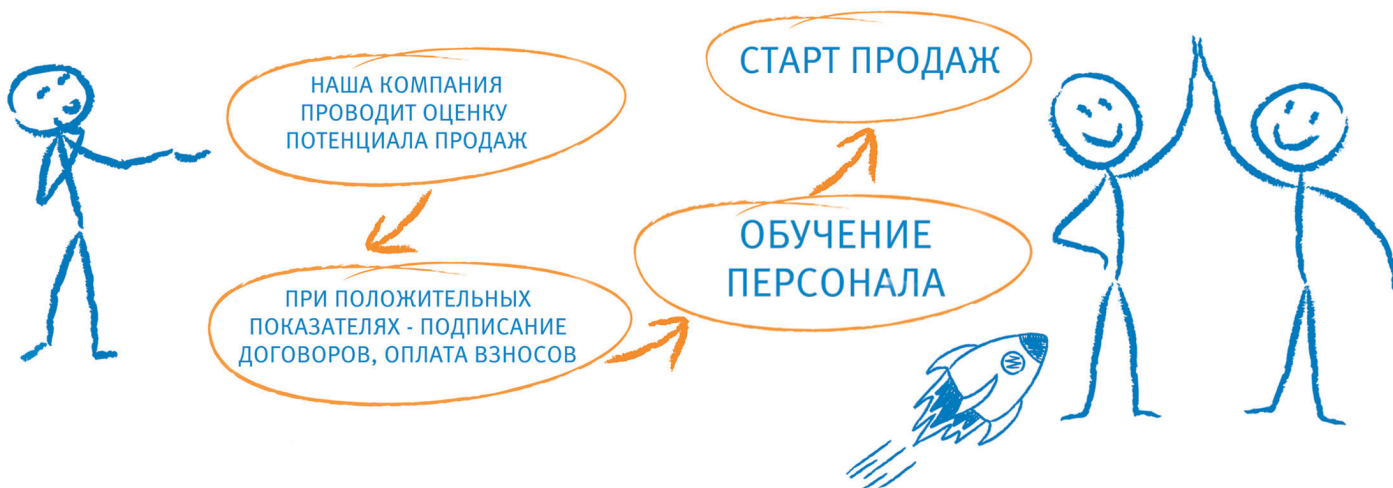 НАША КОМПАНИЯ
ПРОВОДИТ ОЦЕНКУ
ПОТЕНЦИАЛА ПРОДАЖ
ПРИ ПОЛОЖИТЕЛЬНЫХ
ПОКАЗАТЕЛЯХ - ПОДПИСАНИЕ
ДОГОВОРОВ, ОПЛАТА ВЗНОСОВ
ОБУЧЕНИЕ
ПЕРСОНАЛА
СТАРТ ПРОДАЖ